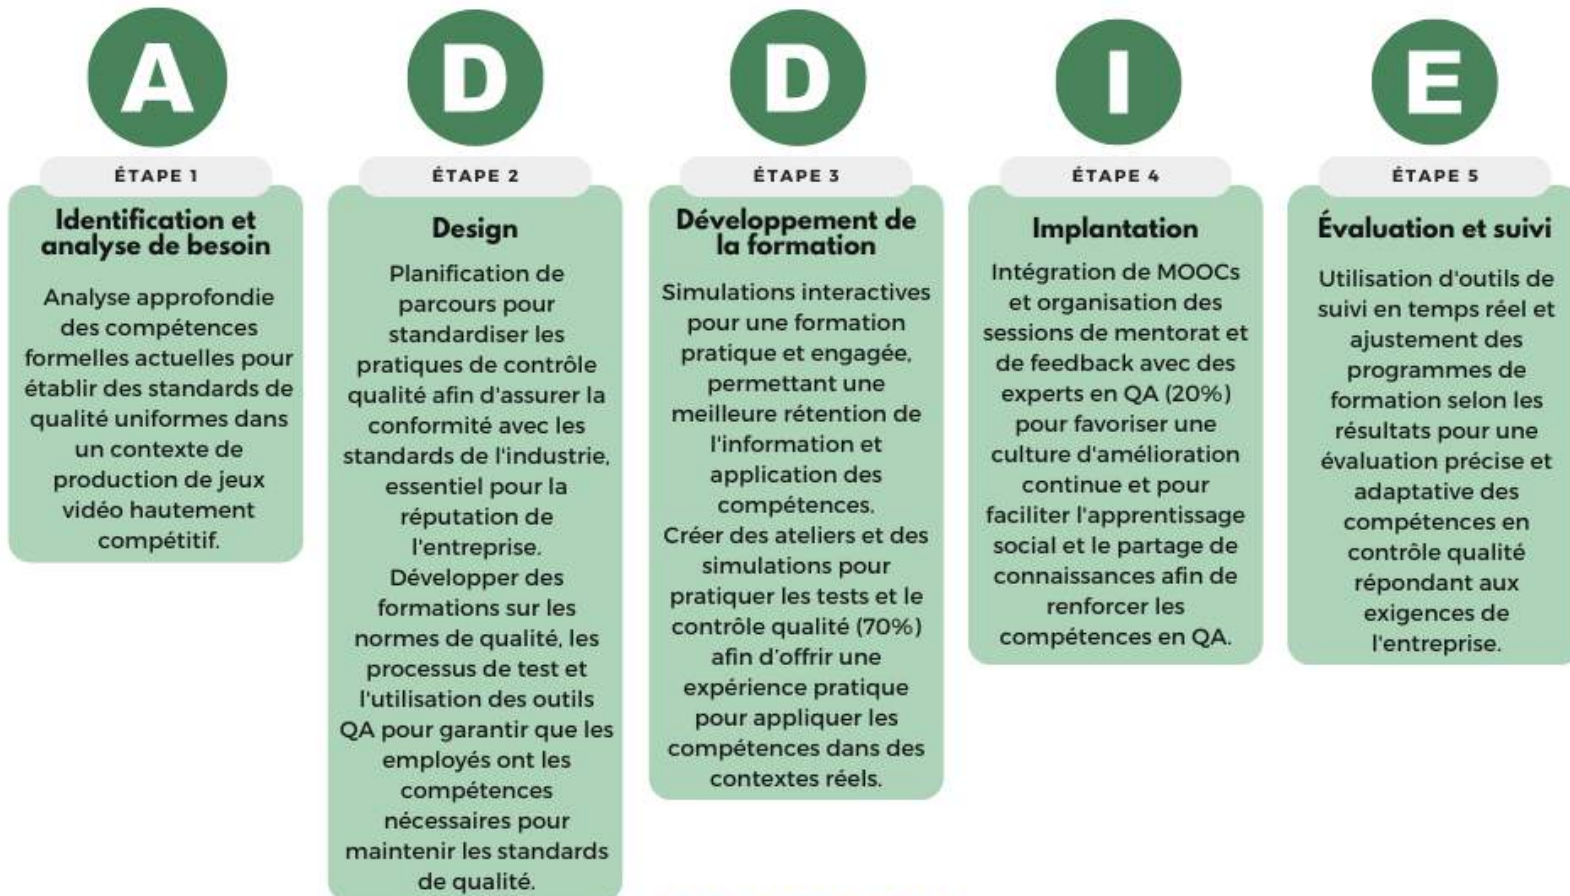 A
ÉTAPE 1
Identification et
analyse de besoin
Analyse approfondie
des compétences
formelles actuelles pour
établir des standards de
qualité uniformes dans
un contexte de
production de jeux
vidéo hautement
compétitif.
D
ÉTAPE 2
Design
Planification de
parcours pour
standardiser les
pratiques de contrôle
qualité afin d'assurer la
conformité avec les
standards de l'industrie,
essentiel pour la
réputation de
l'entreprise.
Développer des
formations sur les
normes de qualité, les
processus de test et
l'utilisation des outils
QA pour garantir que les
employés ont les
compétences
nécessaires pour
maintenir les standards
de qualité.
D
ÉTAPE 3
Développement de
la formation
Simulations interactives
pour une formation
pratique et engagée,
permettant une
meilleure rétention de
l'information et
application des
compétences.
Créer des ateliers et des
simulations pour
pratiquer les tests et le
contrôle qualité (70%)
afin d'offrir une
expérience pratique
pour appliquer les
compétences dans des
contextes réels.
I
ÉTAPE 4
Implantation
Intégration de MOOCs
et organisation des
sessions de mentorat et
de feedback avec des
experts en QA (20%)
pour favoriser une
culture d'amélioration
continue et pour
faciliter l'apprentissage
social et le partage de
connaissances afin de
renforcer les
compétences en QA.
E
ÉTAPE 5
Évaluation et suivi
Utilisation d'outils de
suivi en temps réel et
ajustement des
programmes de
formation selon les
résultats pour une
évaluation précise et
adaptative des
compétences en
contrôle qualité
répondant aux
exigences de
l'entreprise.